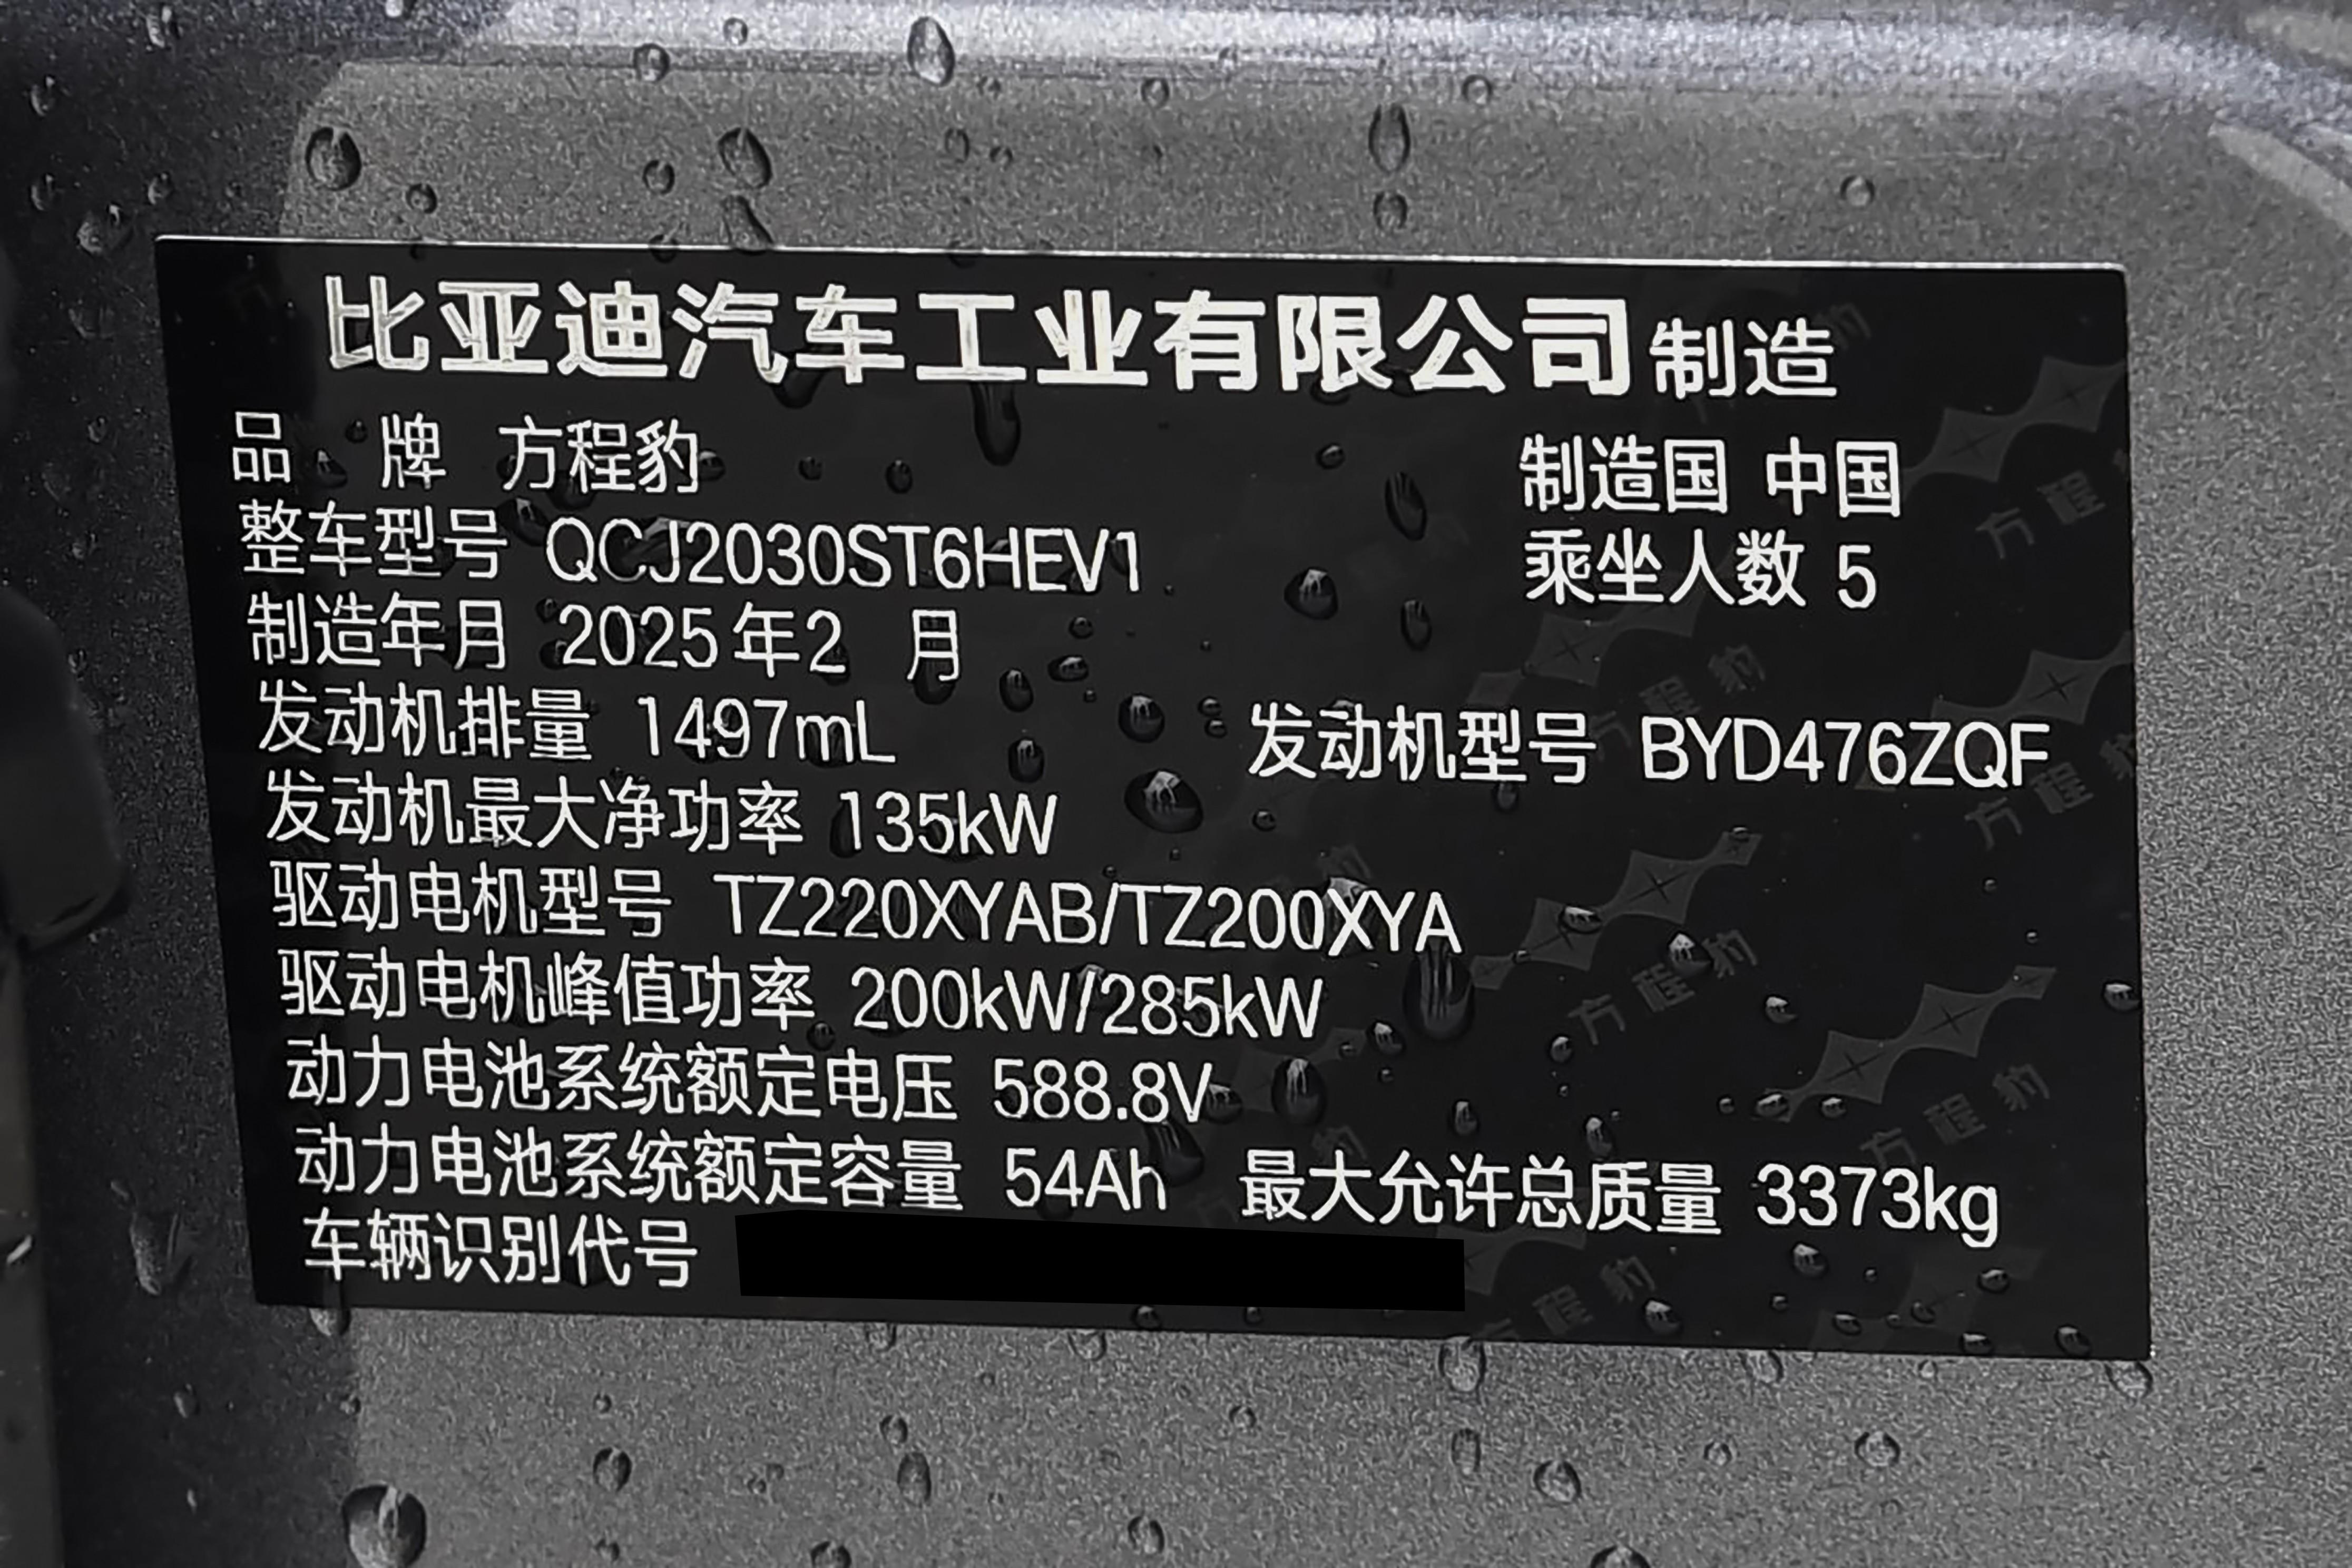 比亚迪汽车工业有限公司制造
品 牌 方程豹 制造国 中国
整车型号 QCJ2030ST6HEV1 乘坐人数 5
制造年月 2025年2 月
发动机排量 1497mL 发动机型号 BYD476ZQF
发动机最大净功率 135kW
驱动电机型号 TZ220XYAB/TZ200XYA
驱动电机峰值功率 200kW/285kW
动力电池系统额定电压 588.8V
动力电池系统额定容量 54Ah 最大允许总质量 3373kg
车辆识别代号